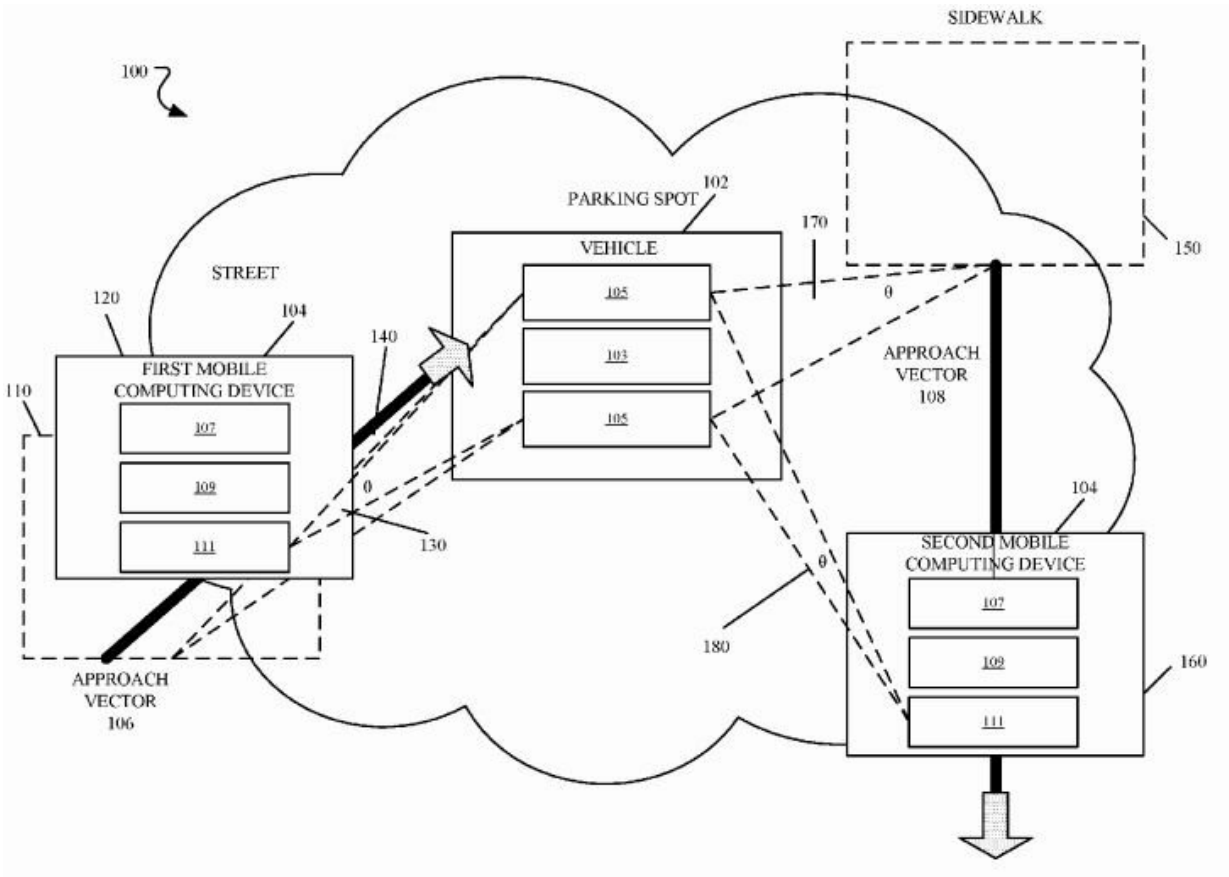 SIDEWALK
100
102
PARKING SPOT
170
VEHICLE
150
STREET
105
θ
120
104
140
103
APPROACH
VECTOR
108
FIRST MOBILE
COMPUTING DEVICE
110
105
107
θ
109
104
130
111
SECOND MOBILE
COMPUTING DEVICE
θ
107
180
109
160
APPROACH
VECTOR
106
111